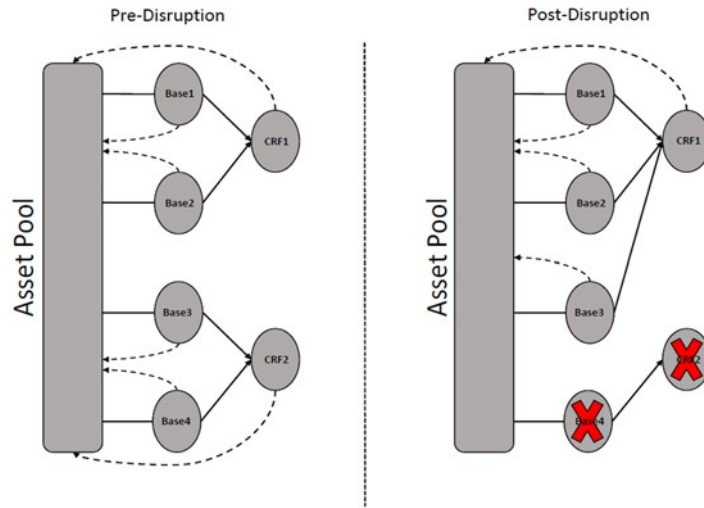 Pre-Disruption
Asset Pool
Base1
CRF1
Base2
Base3
CRF2
Base4
Post-Disruption
Asset Pool
Base1
CRF1
Base2
Base3
CRF2
Base4